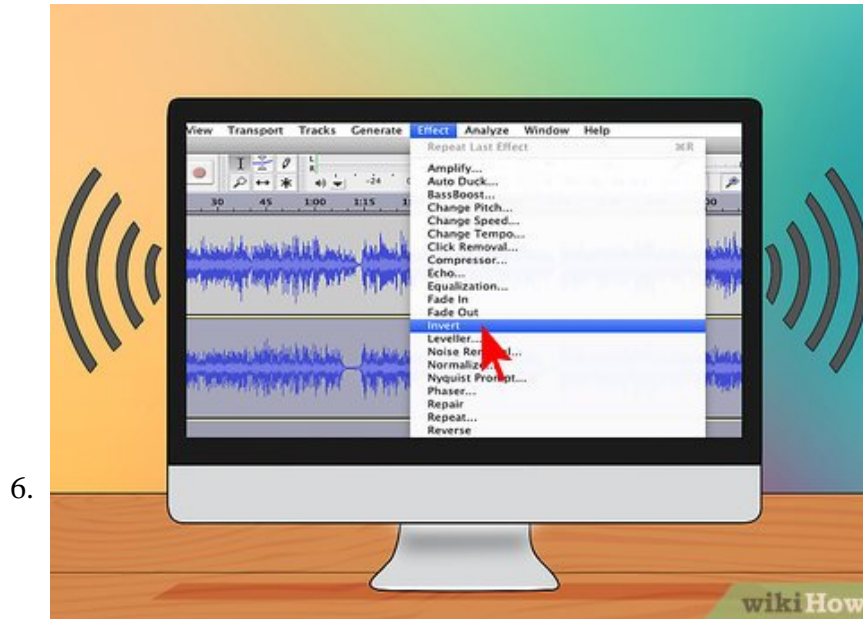 View Transport Tracks Generate Effect Analyze Window Help
Repeat Last Effect ⌘R
Amplify...
Auto Duck...
BassBoost...
Change Pitch...
Change Speed...
Change Tempo...
Click Removal...
Compressor...
Echo...
Equalization...
Fade In
Fade Out
Invert
Leveller...
Noise
Normalize...
Nyquist Prompt...
Phaser...
Repair
Repeat...
Reverse
L
R
-24
30 45 1:00 1:15
6.
wikiHow